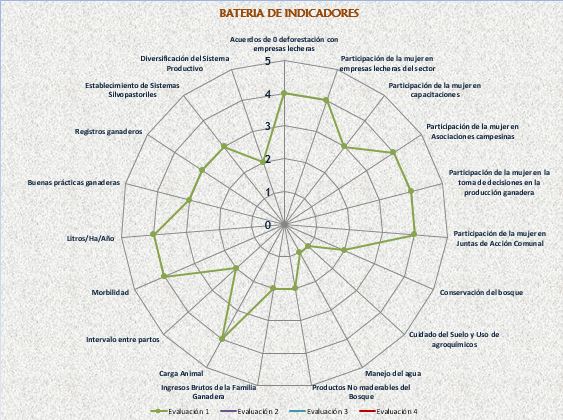 BATERIA DE INDICADORES
Acuerdos de 0 deforestación con
empresas lecheras
Participación de la mujer en
empresas lecheras del sector
Participación de la mujer en
capacitaciones
Participación de la mujer en
Asociaciones campesinas
Participación de la mujer en la
toma de decisiones en la
producción ganadera
Participación de la mujer en
Juntas de Acción Comunal
Conservación del bosque
Cuidado del Suelo y Uso de
agroquímicos
Manejo del agua
Productos No maderables del
Bosque
Ingresos Brutos de la Familia
Ganadera
Carga Animal
Intervalo entre partos
Morbilidad
Litros/Ha/Año
Buenas prácticas ganaderas
Registros ganaderos
Establecimiento de Sistemas
Silvopastoriles
Diversificación del Sistema
Productivo
5
4
3
2
1
0
Evaluación 1 Evaluación 2 Evaluación 3 Evaluación 4